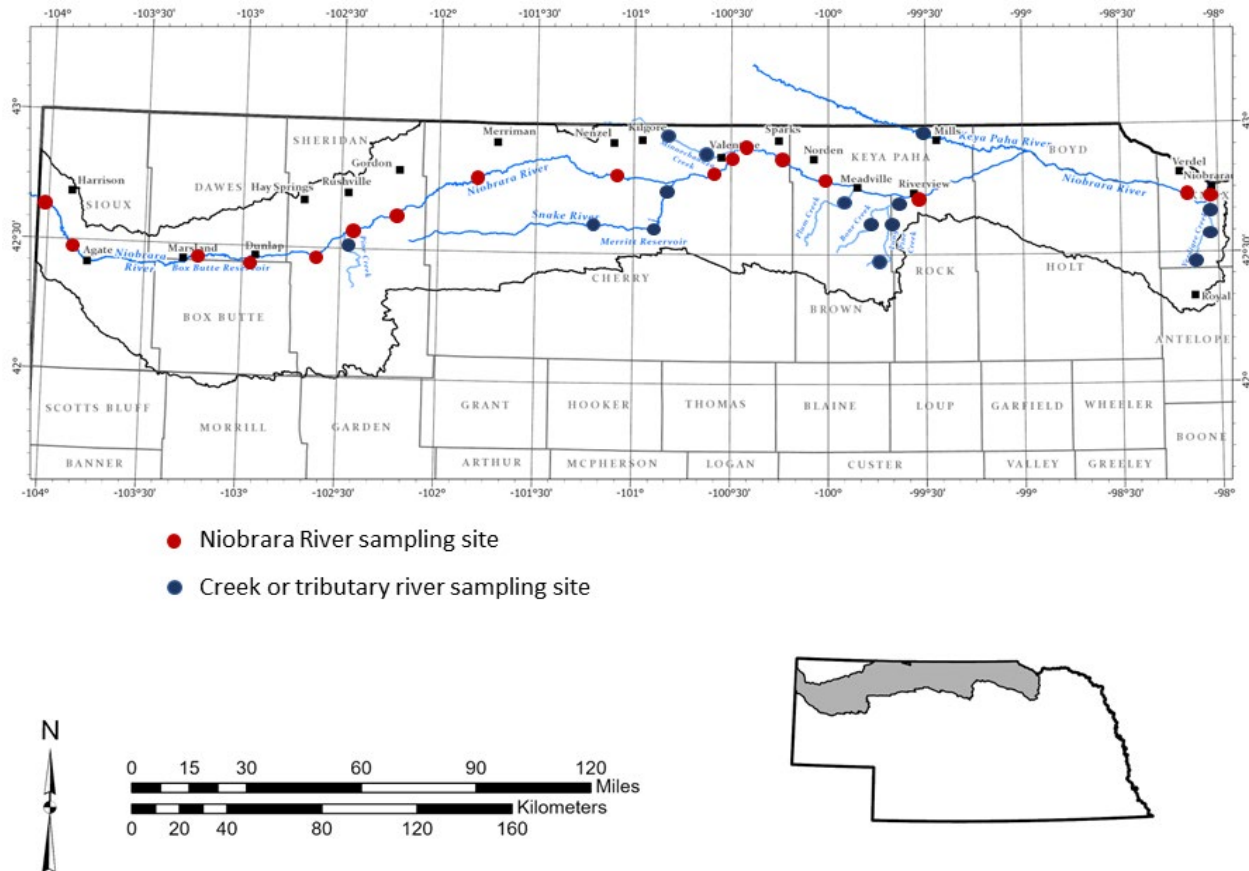 -104° -103°30' -103° -102°30' -102° -101°30' -101° -100°30' -100° -99°30' -99° -98°30' -98°
43° 43°
Merriman Nenzel Kilgore Sparks Mills
SHERIDAN Keya Paha River
Valentine Norden KEYA PAHA BOYD
Creek Verdel
Gordon
Harrison DAWES Hay Springs Rushville Niobrara River Meadville Riverview Niobrara River Niobrara
SIOUX
Plum Creek Bone Creek Creek
Snake River
42°30' 42°30'
Agate Niobrara River Marsland Dunlap Creek Merritt Reservoir
Box Butte Reservoir
CHERRY ROCK HOLT
Royal
BOX BUTTE BROWN
ANTELOPE
42° 42°
SCOTTS BLUFF GRANT HOOKER THOMAS BLAINE LOUP GARFIELD WHEELER
MORRILL GARDEN BOONE
BANNER ARTHUR MCPHERSON LOGAN CUSTER VALLEY GREELEY
-104° -103°30' -103° -102°30' -102° -101°30' -101° -100°30' -100° -99°30' -99° -98°30' -98°
Niobrara River sampling site
Creek or tributary river sampling site
N
0 15 30 60 90 120
Miles
Kilometers
0 20 40 80 120 160